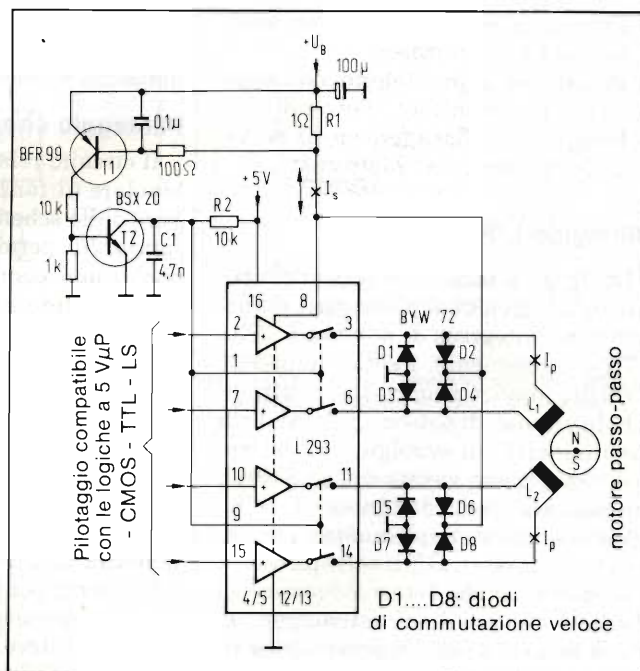 +U_B
100µ
0,1µ
1Ω R1
BFR 99
T1
100Ω
+5V
I_s
10k
BSX 20
R2
10k
T2
C1
4,7n
1k
16 8
2 3
BYW 72
1
D1 D2
I_p
7 6
D3 D4
L1
L 293
N
S
10 11
9
D5 D6
L2
15 14
D7 D8
I_p
4/5 12/13
Pilotaggio compatibile
con le logiche a 5 VµP
- CMOS - TTL - LS
motore passo-passo
D1....D8: diodi
di commutazione veloce